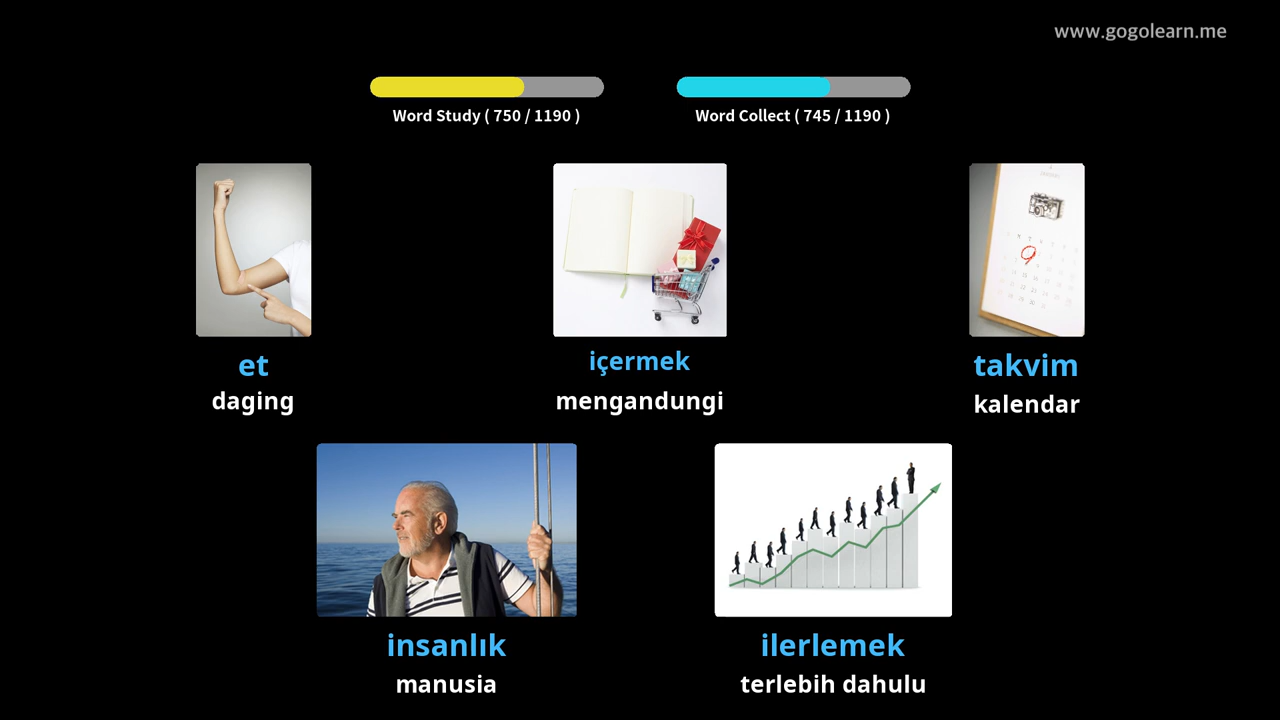 www.gogolearn.me
Word Study ( 750 / 1190 )
Word Collect ( 745 / 1190 )
et
daging
içermek
mengandungi
takvim
kalendar
insanlık
manusia
ilerlemek
terlebih dahulu